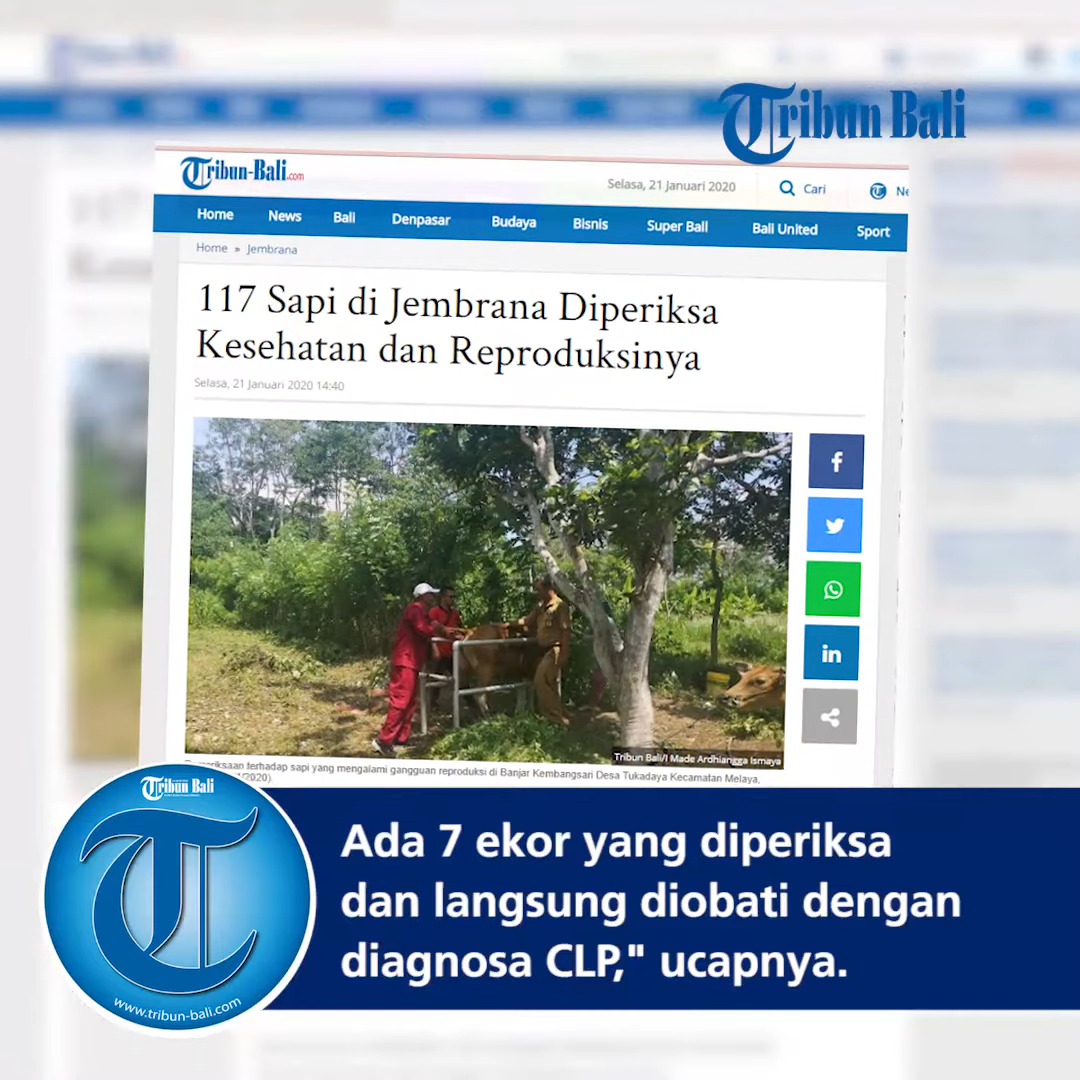 Tribun Bali
Tribun-Bali.com
Selasa, 21 Januari 2020
Cari
Home News Bali Denpasar Budaya Bisnis Super Ball Bali United Sport
Home » Jembrana
117 Sapi di Jembrana Diperiksa
Kesehatan dan Reproduksinya
Selasa, 21 Januari 2020 14:40
Tribun Bali/I Made Ardhiangga Ismaya
terhadap sapi yang mengalami gangguan reproduksi di Banjar Kembangsari Desa Tukadaya Kecamatan Melaya,
Tribun Bali
www.tribun-bali.com
Ada 7 ekor yang diperiksa
dan langsung diobati dengan
diagnosa CLP," ucapnya.